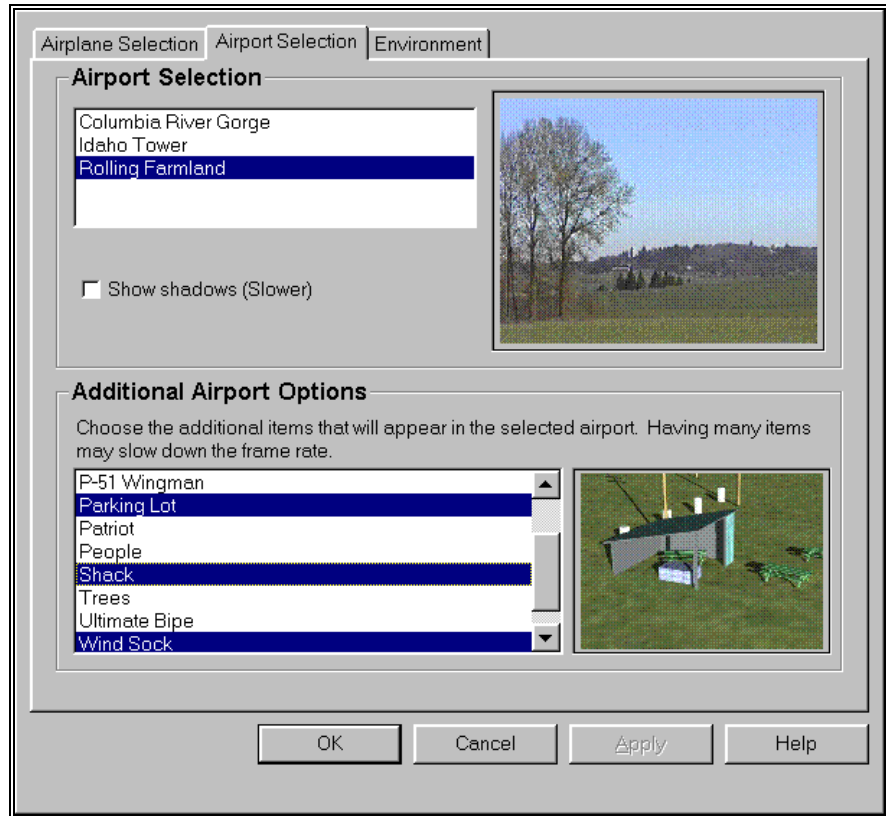 Airplane Selection Airport Selection Environment
Airport Selection
Columbia River Gorge
Idaho Tower
Rolling Farmland
Show shadows (Slower)
Additional Airport Options
Choose the additional items that will appear in the selected airport. Having many items
may slow down the frame rate.
P-51 Wingman
Parking Lot
Patriot
People
Shack
Trees
Ultimate Bipe
Wind Sock
OK Cancel Apply Help